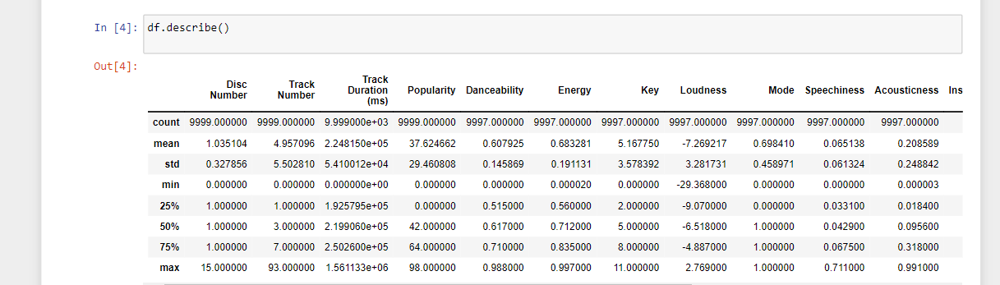 In [4]: df.describe()
Out[4]:
Disc Number Track Number Track Duration (ms) Popularity Danceability Energy Key Loudness Mode Speechiness Acousticness Ins
count 9999.000000 9999.000000 9.999000e+03 9999.000000 9997.000000 9997.000000 9997.000000 9997.000000 9997.000000 9997.000000 9997.000000
mean 1.035104 4.957096 2.248150e+05 37.624662 0.607925 0.683281 5.167750 -7.269217 0.698410 0.065138 0.208589
std 0.327856 5.502810 5.410012e+04 29.460808 0.145869 0.191131 3.578392 3.281731 0.458971 0.061324 0.248842
min 0.000000 0.000000 0.000000e+00 0.000000 0.000000 0.000020 0.000000 -29.368000 0.000000 0.000000 0.000003
25% 1.000000 1.000000 1.925795e+05 0.000000 0.515000 0.560000 2.000000 -9.070000 0.000000 0.033100 0.018400
50% 1.000000 3.000000 2.199060e+05 42.000000 0.617000 0.712000 5.000000 -6.518000 1.000000 0.042900 0.095600
75% 1.000000 7.000000 2.502600e+05 64.000000 0.710000 0.835000 8.000000 -4.887000 1.000000 0.067500 0.318000
max 15.000000 93.000000 1.561133e+06 98.000000 0.988000 0.997000 11.000000 2.769000 1.000000 0.711000 0.991000